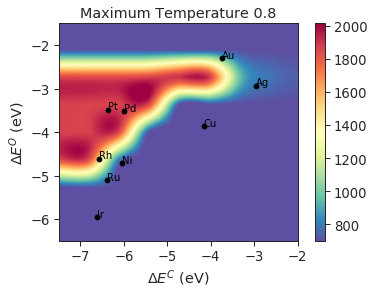 Maximum Temperature 0.8
−2
−3
−4
−5
−6
ΔE^O (eV)
Au
Ag
Pt
Pd
Cu
Rh
Ni
Ru
Ir
−7
−6
−5
−4
−3
−2
ΔE^C (eV)
2000
1800
1600
1400
1200
1000
800